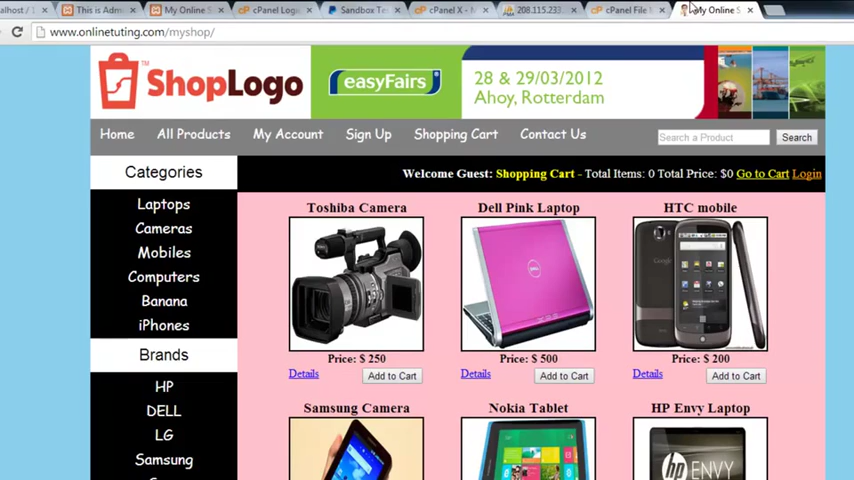 alhost / 1
This is Adm
My Online S
cPanel Logi
Sandbox Tes
cPanel X - M
208.115.233.
cPanel File M
My Online S
www.onlinetuting.com/myshop/
ShopLogo
easyFairs
28 & 29/03/2012
Ahoy, Rotterdam
Home All Products My Account Sign Up Shopping Cart Contact Us
Search a Product Search
Categories
Welcome Guest: Shopping Cart - Total Items: 0 Total Price: $0 Go to Cart Login
Laptops
Cameras
Mobiles
Computers
Banana
iPhones
Brands
HP
DELL
LG
Samsung
Toshiba Camera
Dell Pink Laptop
HTC mobile
Google
Price: $ 250
Price: $ 500
Price: $ 200
Details Add to Cart
Details Add to Cart
Details Add to Cart
Samsung Camera
Nokia Tablet
HP Envy Laptop
hp ENVY